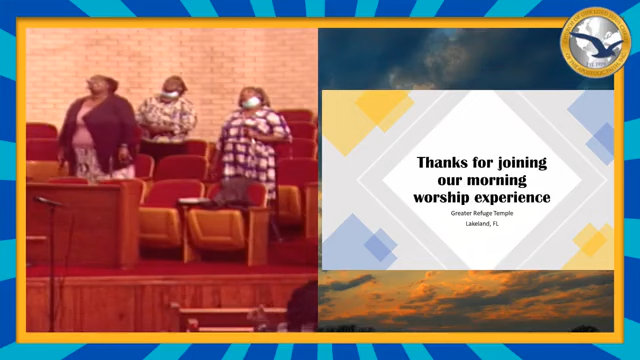 Thanks for joining
our morning
worship experience
Greater Refuge Temple
Lakeland, FL